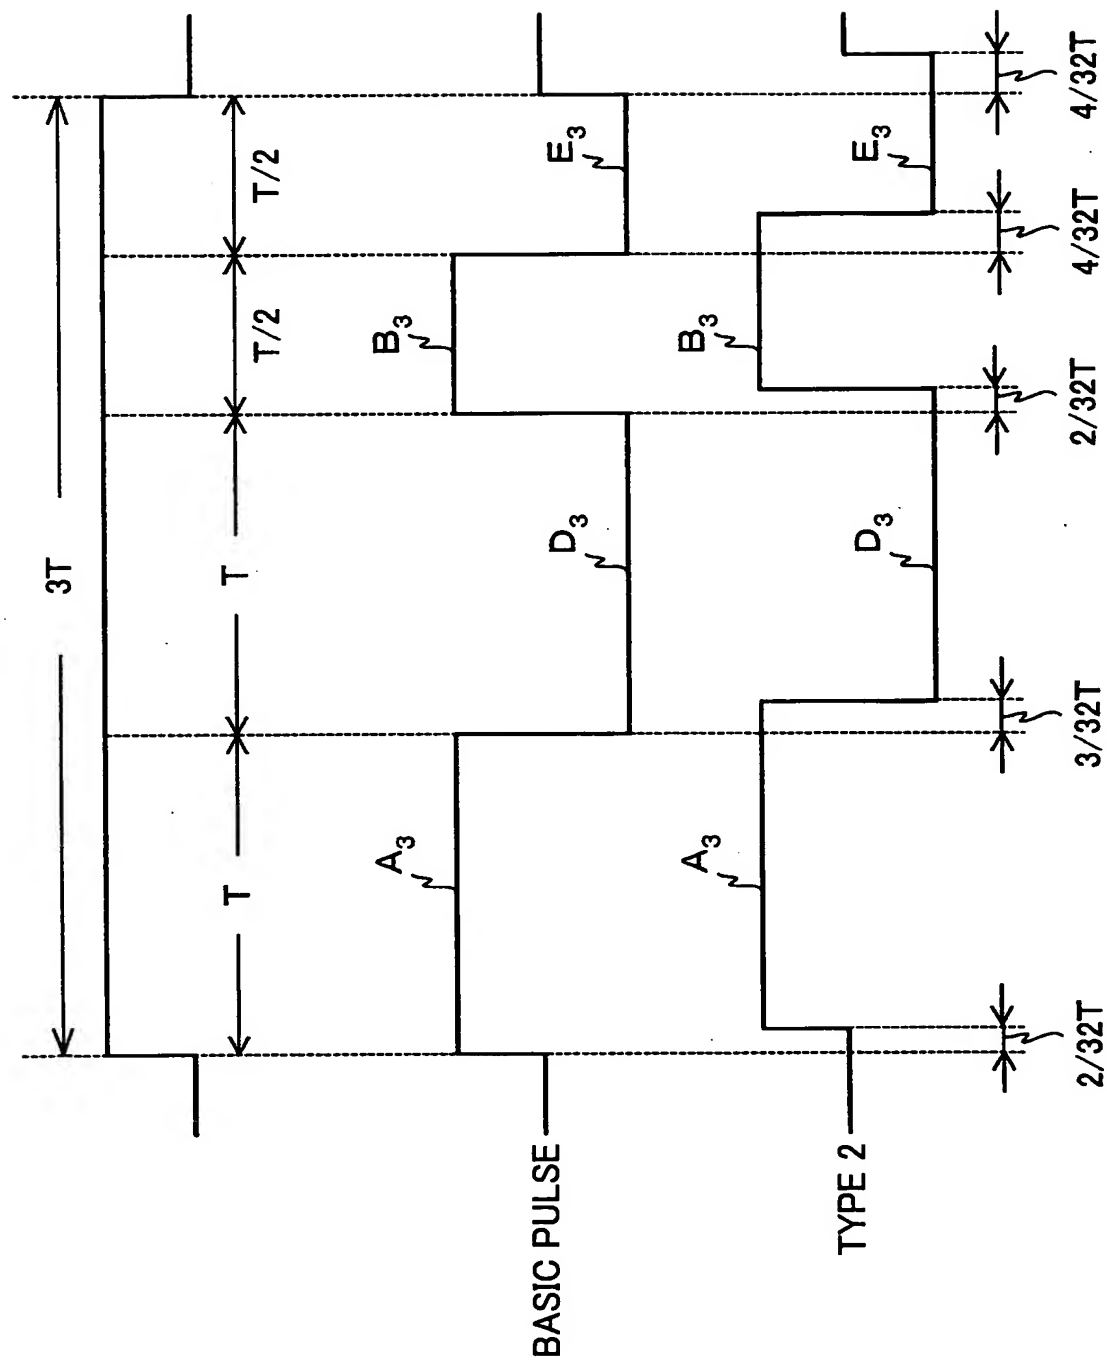 3T
T T T/2 T/2
BASIC PULSE
A₃ D₃ B₃ E₃
TYPE 2
A₃ D₃ B₃ E₃
2/32T 3/32T 2/32T 4/32T 4/32T